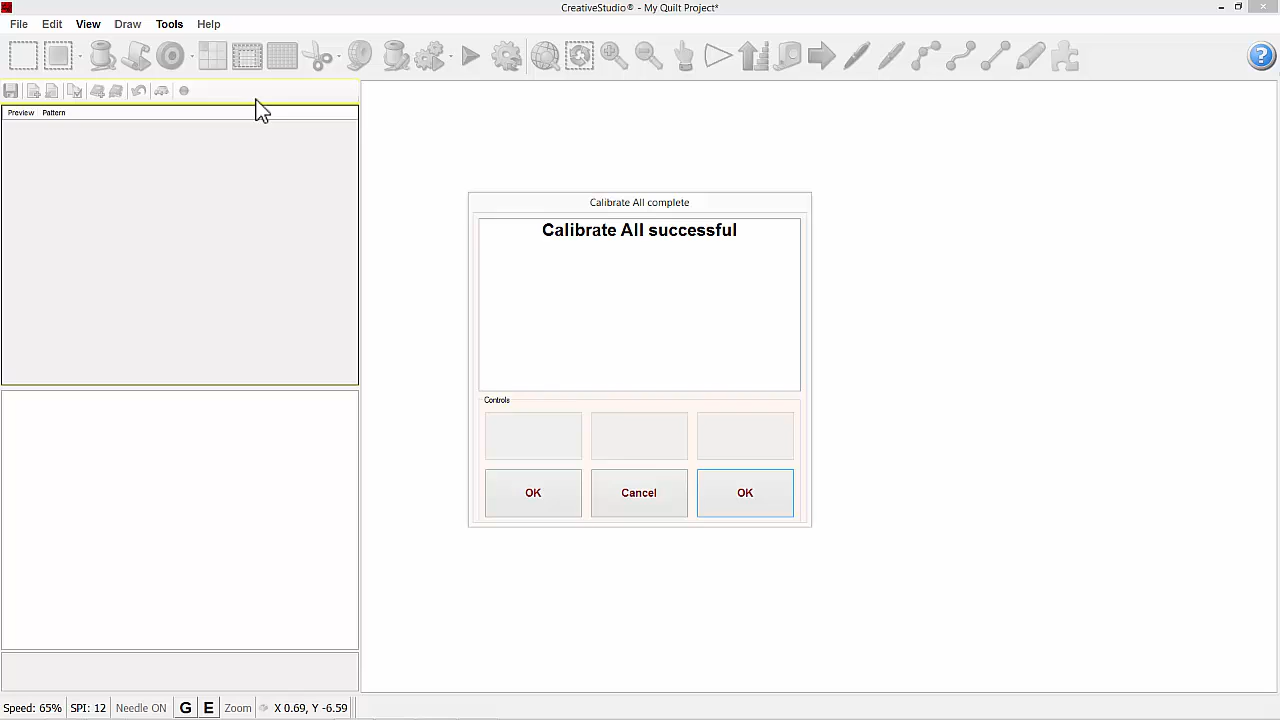 CreativeStudio® - My Quilt Project*
File Edit View Draw Tools Help
?
Preview Pattern
Calibrate All complete
Calibrate All successful
Controls
OK Cancel OK
Speed: 65% SPI: 12 Needle ON G E Zoom X 0.69, Y -6.59